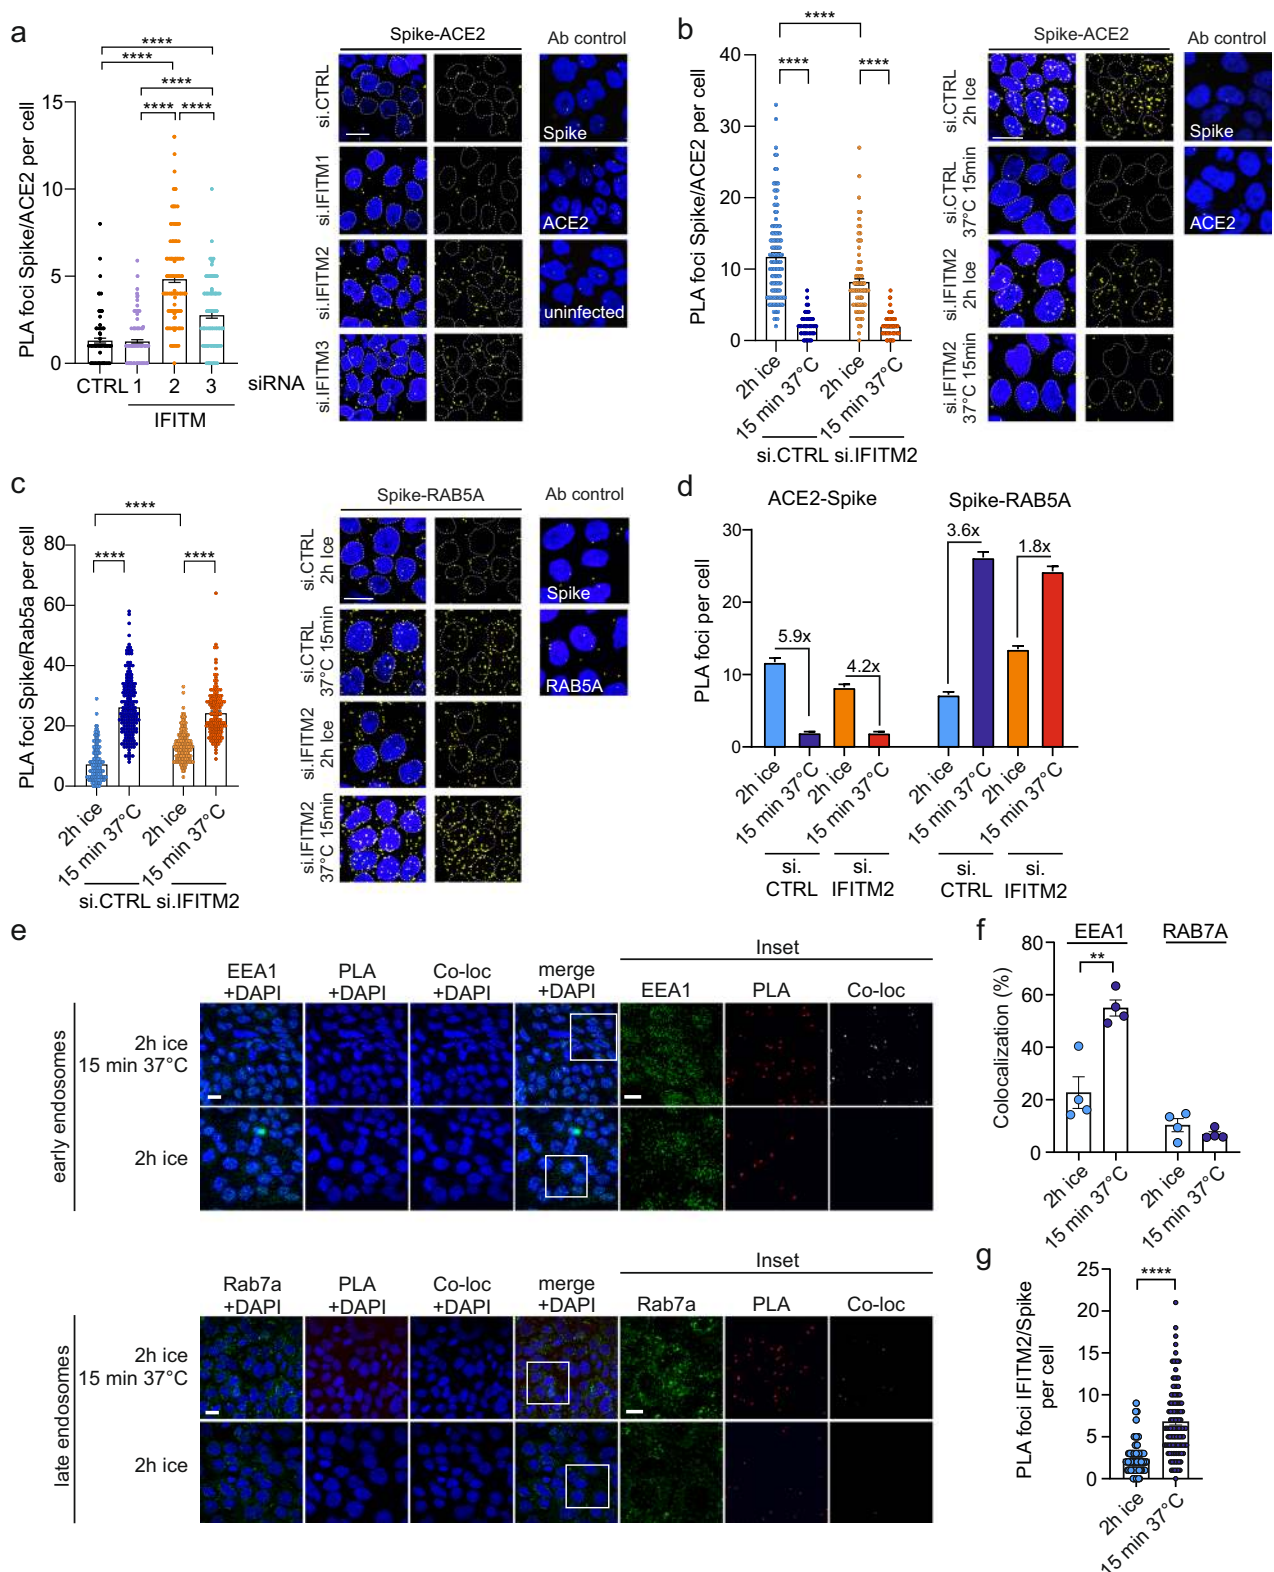 a
****
****
****
****
****
PLA foci Spike/ACE2 per cell
15
10
5
0
CTRL 1 2 3 siRNA
IFITM
Spike-ACE2
Ab control
si.CTRL
si.IFITM1
si.IFITM2
si.IFITM3
Spike
ACE2
uninfected
b
****
****
****
PLA foci Spike/ACE2 per cell
40
30
20
10
0
2h ice
15 min 37°C
2h ice
15 min 37°C
si.CTRL si.IFITM2
Spike-ACE2
Ab control
si.CTRL
2h Ice
si.CTRL
37°C 15min
si.IFITM2
2h Ice
si.IFITM2
37°C 15min
Spike
ACE2
c
****
****
****
PLA foci Spike/Rab5a per cell
80
60
40
20
0
2h ice
15 min 37°C
2h ice
15 min 37°C
si.CTRL si.IFITM2
Spike-RAB5A
Ab control
si.CTRL
2h Ice
si.CTRL
37°C 15min
si.IFITM2
2h Ice
si.IFITM2
37°C 15min
Spike
RAB5A
d
ACE2-Spike
Spike-RAB5A
PLA foci per cell
30
20
10
0
5.9x
4.2x
3.6x
1.8x
2h ice
15 min 37°C
2h ice
15 min 37°C
2h ice
15 min 37°C
2h ice
15 min 37°C
si.
CTRL
si.
IFITM2
si.
CTRL
si.
IFITM2
e
Inset
EEA1
+DAPI
PLA
+DAPI
Co-loc
+DAPI
merge
+DAPI
EEA1
PLA
Co-loc
early endosomes
2h ice
15 min 37°C
2h ice
Inset
Rab7a
+DAPI
PLA
+DAPI
Co-loc
+DAPI
merge
+DAPI
Rab7a
PLA
Co-loc
late endosomes
2h ice
15 min 37°C
2h ice
f
EEA1
RAB7A
**
Colocalization (%)
80
60
40
20
0
2h ice
15 min 37°C
2h ice
15 min 37°C
g
****
PLA foci IFITM2/Spike
per cell
25
20
15
10
5
0
2h ice
15 min 37°C